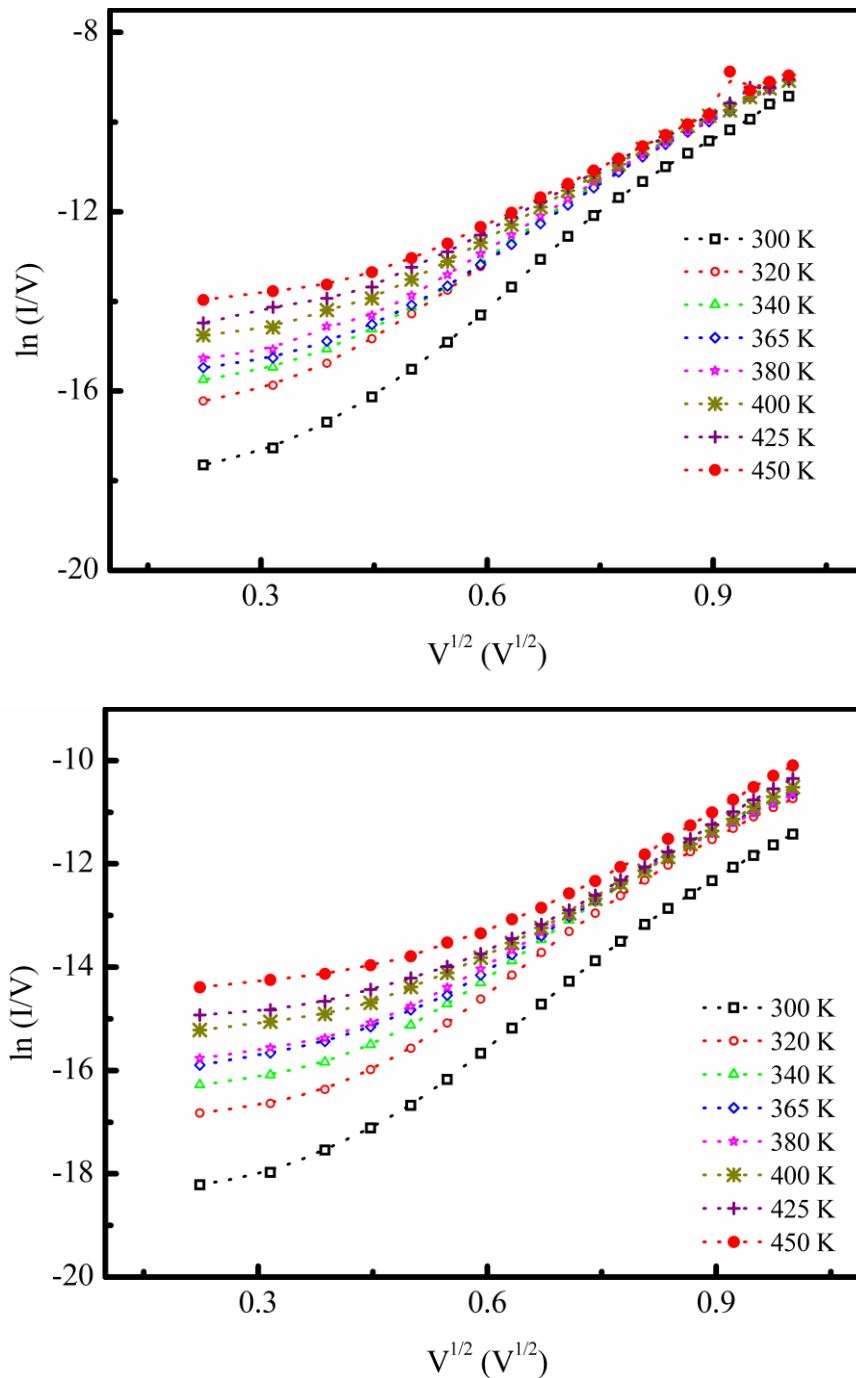 -8
-12
-16
-20
ln (I/V)
300 K
320 K
340 K
365 K
380 K
400 K
425 K
450 K
0.3 0.6 0.9
V^{1/2} (V^{1/2})
-10
-12
-14
-16
-18
-20
ln (I/V)
300 K
320 K
340 K
365 K
380 K
400 K
425 K
450 K
0.3 0.6 0.9
V^{1/2} (V^{1/2})